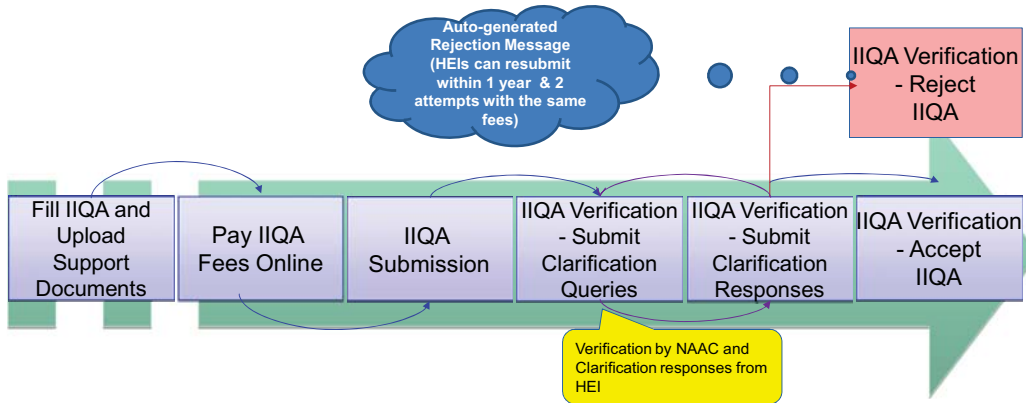 Auto-generated
Rejection Message
(HEIs can resubmit
within 1 year & 2
attempts with the same
fees)
IIQA Verification
- Reject
IIQA
Fill IIQA and
Upload
Support
Documents
Pay IIQA
Fees Online
IIQA
Submission
IIQA Verification
- Submit
Clarification
Queries
IIQA Verification
- Submit
Clarification
Responses
IIQA Verification
- Accept
IIQA
Verification by NAAC and
Clarification responses from
HEI